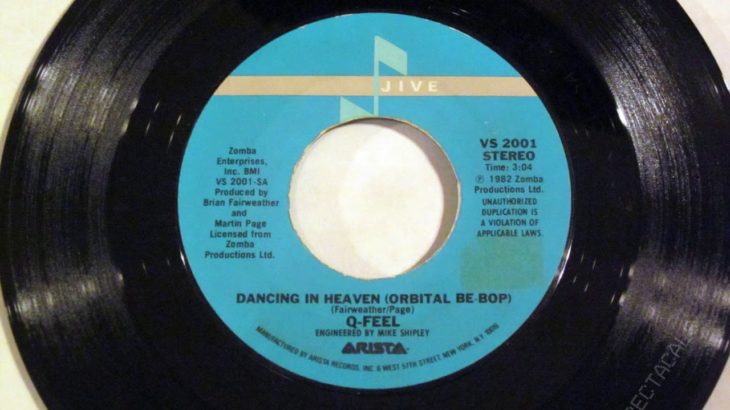 JIVE
Zomba
Enterprises,
Inc. BMI
VS 2001-SA
Produced by
Brian Fairweather
and
Martin Page
Licensed from
Zomba
Productions Ltd.
VS 2001
STEREO
Time: 3:04
℗ 1982 Zomba
Productions Ltd.
UNAUTHORIZED
DUPLICATION IS
A VIOLATION OF
APPLICABLE LAWS.
DANCING IN HEAVEN (ORBITAL BE-BOP)
(Fairweather/Page)
Q-FEEL
ENGINEERED BY MIKE SHIPLEY
ARISTA
MANUFACTURED BY ARISTA RECORDS, INC. 6 WEST 57TH STREET, NEW YORK, N.Y. 10019